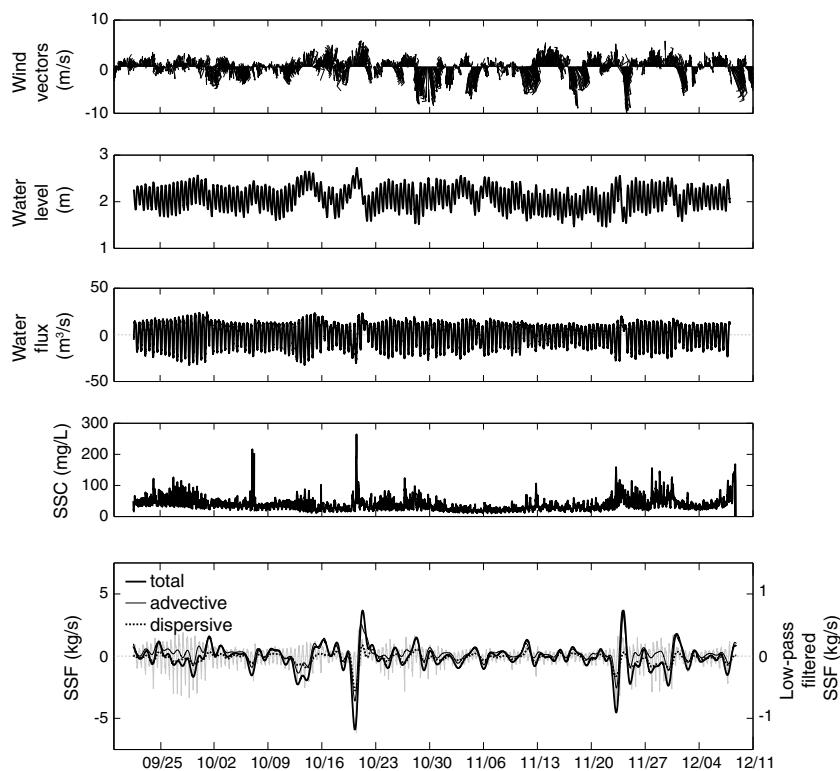 10
0
-10
Wind
vectors
(m/s)
3
2
1
Water
level
(m)
50
0
-50
Water
flux
(m³/s)
300
200
100
0
SSC (mg/L)
5
0
-5
SSF (kg/s)
total
advective
dispersive
1
0
-1
Low-pass
filtered
SSF (kg/s)
09/25 10/02 10/09 10/16 10/23 10/30 11/06 11/13 11/20 11/27 12/04 12/11